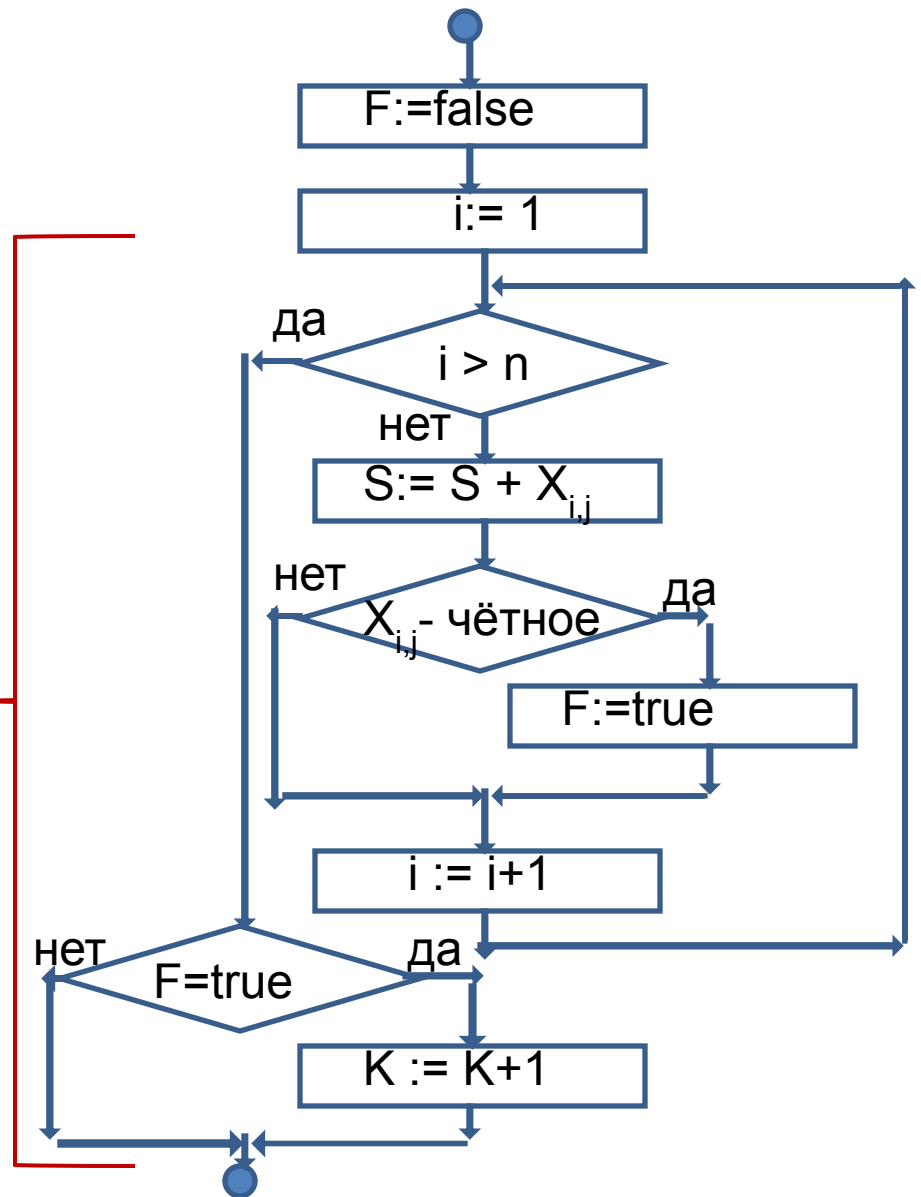 F:=false
i:= 1
да
i > n
нет
S:= S + Xi,j
нет
да
Xi,j- чётное
F:=true
i := i+1
нет
да
F=true
K := K+1